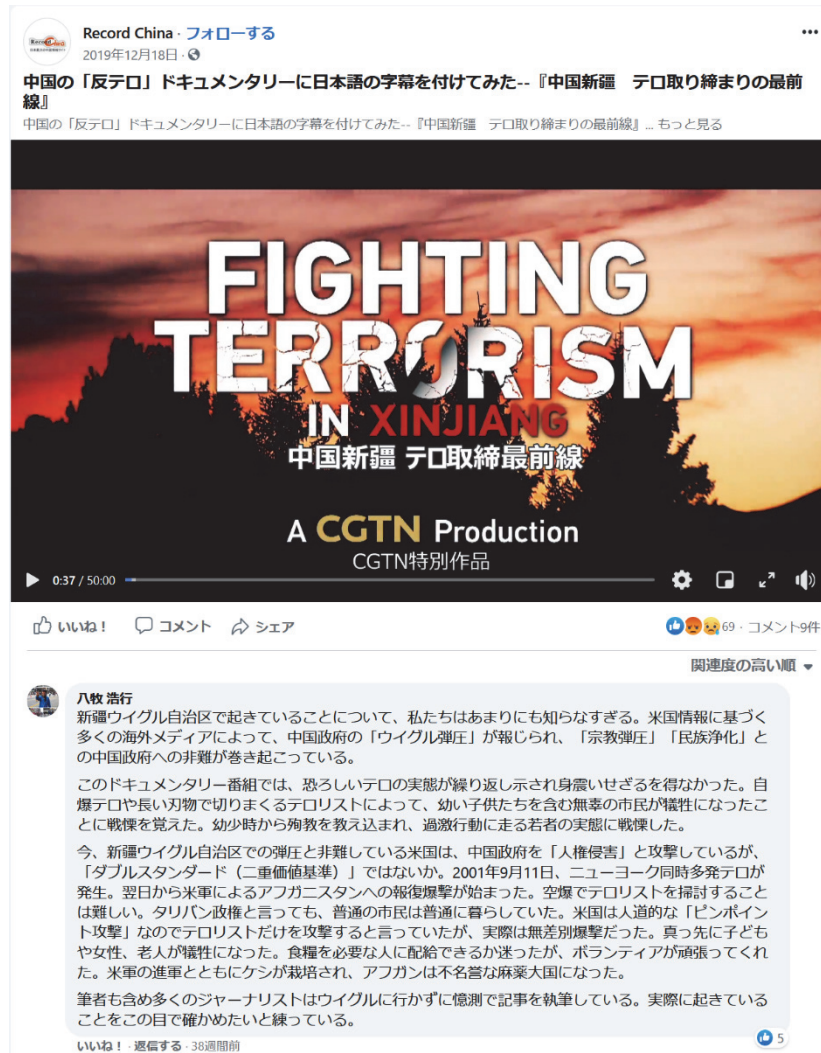 Record China · フォローする
2019年12月18日 ·
中国の「反テロ」ドキュメンタリーに日本語の字幕を付けてみた--『中国新疆　テロ取り締まりの最前
線』
中国の「反テロ」ドキュメンタリーに日本語の字幕を付けてみた--『中国新疆　テロ取り締まりの最前線』... もっと見る
FIGHTING
TERRORISM
IN XINJIANG
中国新疆 テロ取締最前線
A CGTN Production
CGTN特別作品
0:37 / 50:00
いいね！ コメント シェア
69 · コメント9件
関連度の高い順
八牧 浩行
新疆ウイグル自治区で起きていることについて、私たちはあまりにも知らなすぎる。米国情報に基づく
多くの海外メディアによって、中国政府の「ウイグル弾圧」が報じられ、「宗教弾圧」「民族浄化」と
の中国政府への非難が巻き起こっている。
このドキュメンタリー番組では、恐ろしいテロの実態が繰り返し示され身震いせざるを得なかった。自
爆テロや長い刃物で切りまくるテロリストによって、幼い子供たちを含む無辜の市民が犠牲になったこ
とに戦慄を覚えた。幼少時から殉教を教え込まれ、過激行動に走る若者の実態に戦慄した。
今、新疆ウイグル自治区での弾圧と非難している米国は、中国政府を「人権侵害」と攻撃しているが、
「ダブルスタンダード（二重価値基準）」ではないか。2001年9月11日、ニューヨーク同時多発テロが
発生。翌日から米軍によるアフガニスタンへの報復爆撃が始まった。空爆でテロリストを掃討すること
は難しい。タリバン政権と言っても、普通の市民は普通に暮らしていた。米国は人道的な「ピンポイン
ト攻撃」なのでテロリストだけを攻撃すると言っていたが、実際は無差別爆撃だった。真っ先に子ども
や女性、老人が犠牲になった。食糧を必要な人に配給できるか迷ったが、ボランティアが頑張ってくれ
た。米軍の進軍とともにケシが栽培され、アフガンは不名誉な麻薬大国になった。
筆者も含め多くのジャーナリストはウイグルに行かずに憶測で記事を執筆している。実際に起きている
ことをこの目で確かめたいと練っている。
いいね！ · 返信する · 38週間前
5